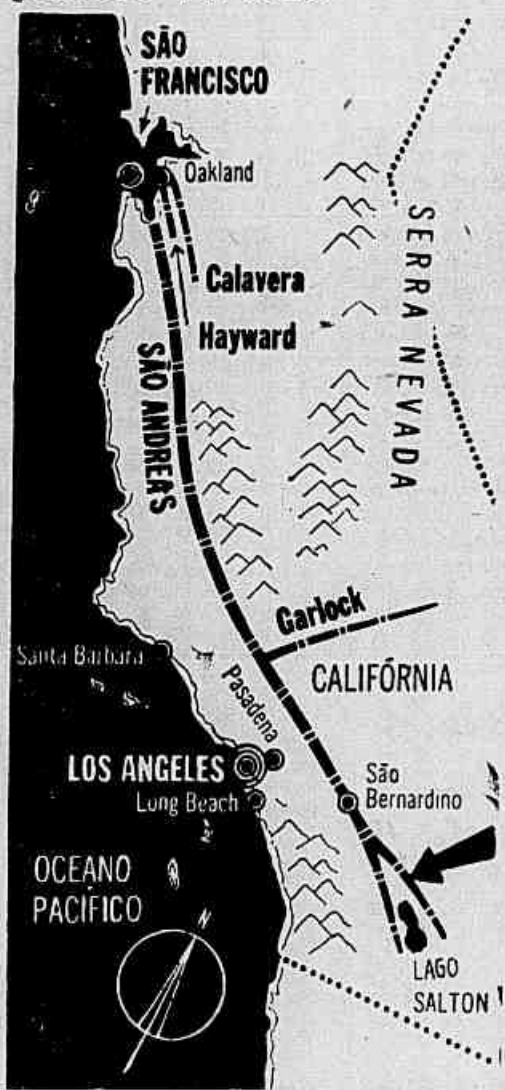 SÃO
FRANCISCO
Oakland
Calavera
Hayward
SERRA NEVADA
SÃO ANDREAS
Garlock
Santa Barbara
Pasadena
CALIFÓRNIA
LOS ANGELES
Long Beach
São
Bernardino
OCEANO
PACÍFICO
N
LAGO
SALTON